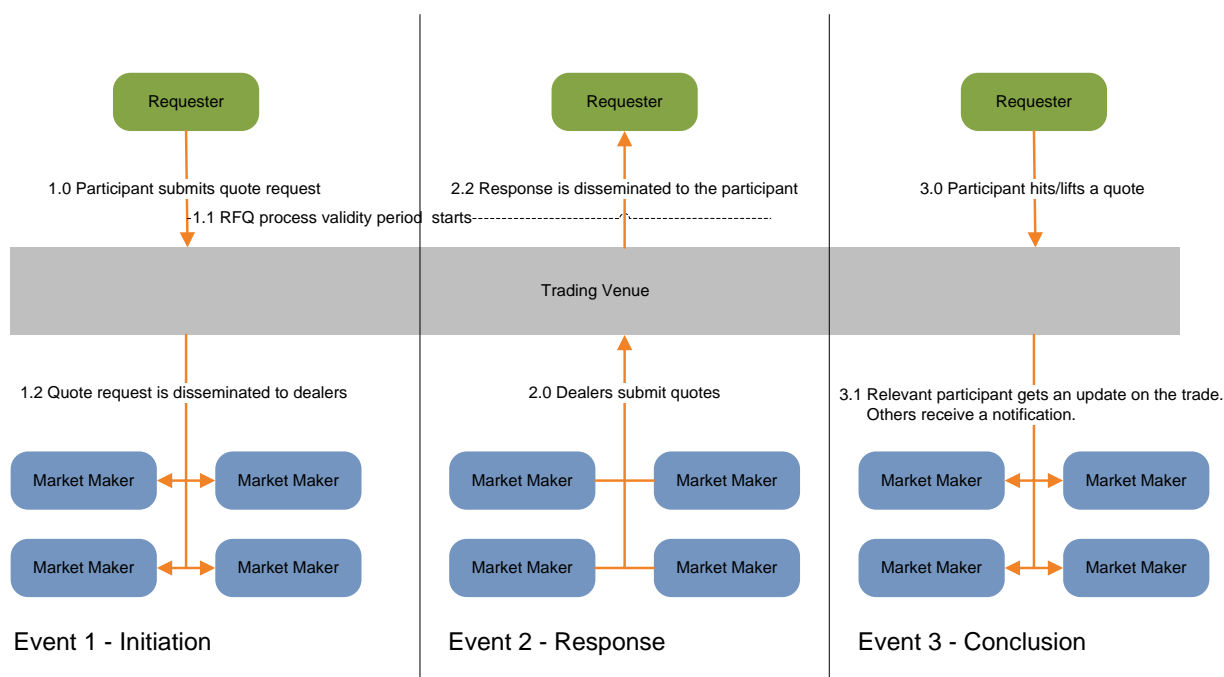 Requester
Requester
Requester
1.0 Participant submits quote request
2.2 Response is disseminated to the participant
3.0 Participant hits/lifts a quote
1.1 RFQ process validity period starts
Trading Venue
1.2 Quote request is disseminated to dealers
2.0 Dealers submit quotes
3.1 Relevant participant gets an update on the trade.
Others receive a notification.
Market Maker
Market Maker
Market Maker
Market Maker
Market Maker
Market Maker
Market Maker
Market Maker
Market Maker
Market Maker
Market Maker
Market Maker
Event 1 - Initiation
Event 2 - Response
Event 3 - Conclusion